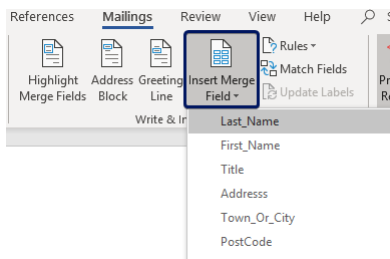 References Mailings Review View Help
Highlight Merge Fields
Address Block
Greeting Line
Insert Merge Field
Rules
Match Fields
Update Labels
Write &
Last_Name
First_Name
Title
Addresss
Town_Or_City
PostCode